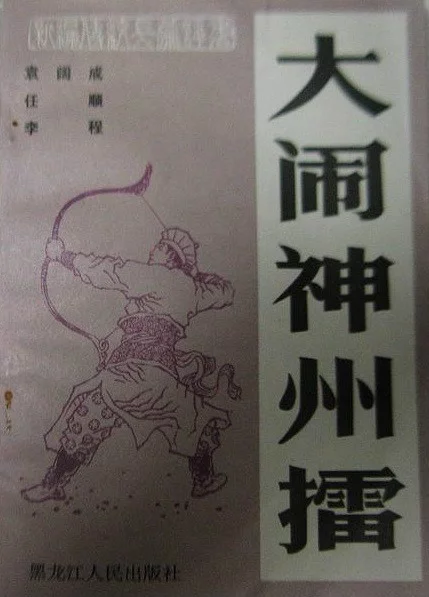 袁 阔 成
任 顺
李 程
大闹神州擂
黑龙江人民出版社